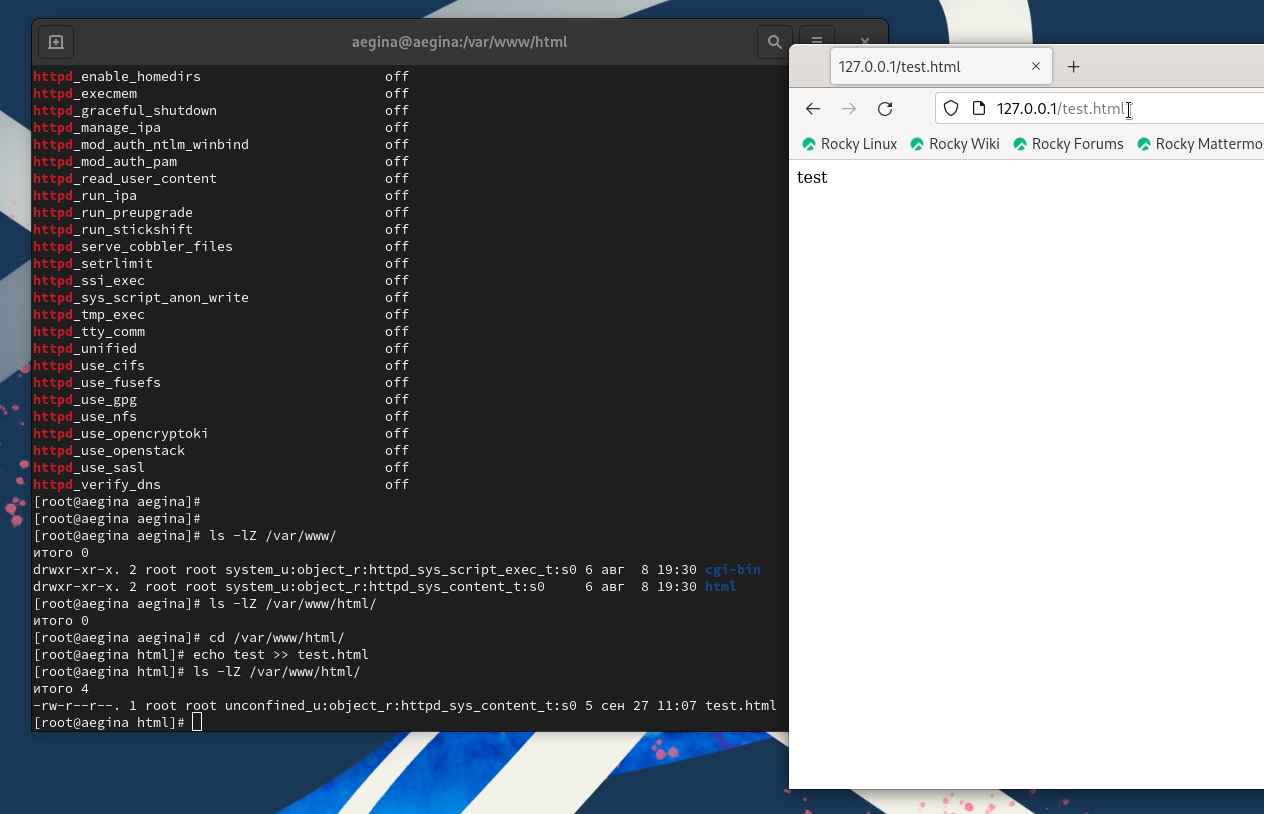 aegina@aegina:/var/www/html
httpd_enable_homedirs off
httpd_execmem off
httpd_graceful_shutdown off
httpd_manage_ipa off
httpd_mod_auth_ntlm_winbind off
httpd_mod_auth_pam off
httpd_read_user_content off
httpd_run_ipa off
httpd_run_preupgrade off
httpd_run_stickshift off
httpd_serve_cobbler_files off
httpd_setrlimit off
httpd_ssi_exec off
httpd_sys_script_anon_write off
httpd_tmp_exec off
httpd_tty_comm off
httpd_unified off
httpd_use_cifs off
httpd_use_fusefs off
httpd_use_gpg off
httpd_use_nfs off
httpd_use_opencryptoki off
httpd_use_openstack off
httpd_use_sasl off
httpd_verify_dns off
[root@aegina aegina]#
[root@aegina aegina]#
[root@aegina aegina]# ls -lZ /var/www/
итого 0
drwxr-xr-x. 2 root root system_u:object_r:httpd_sys_script_exec_t:s0 6 авг  8 19:30 cgi-bin
drwxr-xr-x. 2 root root system_u:object_r:httpd_sys_content_t:s0     6 авг  8 19:30 html
[root@aegina aegina]# ls -lZ /var/www/html/
итого 0
[root@aegina aegina]# cd /var/www/html/
[root@aegina html]# echo test >> test.html
[root@aegina html]# ls -lZ /var/www/html/
итого 4
-rw-r--r--. 1 root root unconfined_u:object_r:httpd_sys_content_t:s0 5 сен 27 11:07 test.html
[root@aegina html]#
127.0.0.1/test.html
127.0.0.1/test.html
Rocky Linux Rocky Wiki Rocky Forums Rocky Mattermo
test